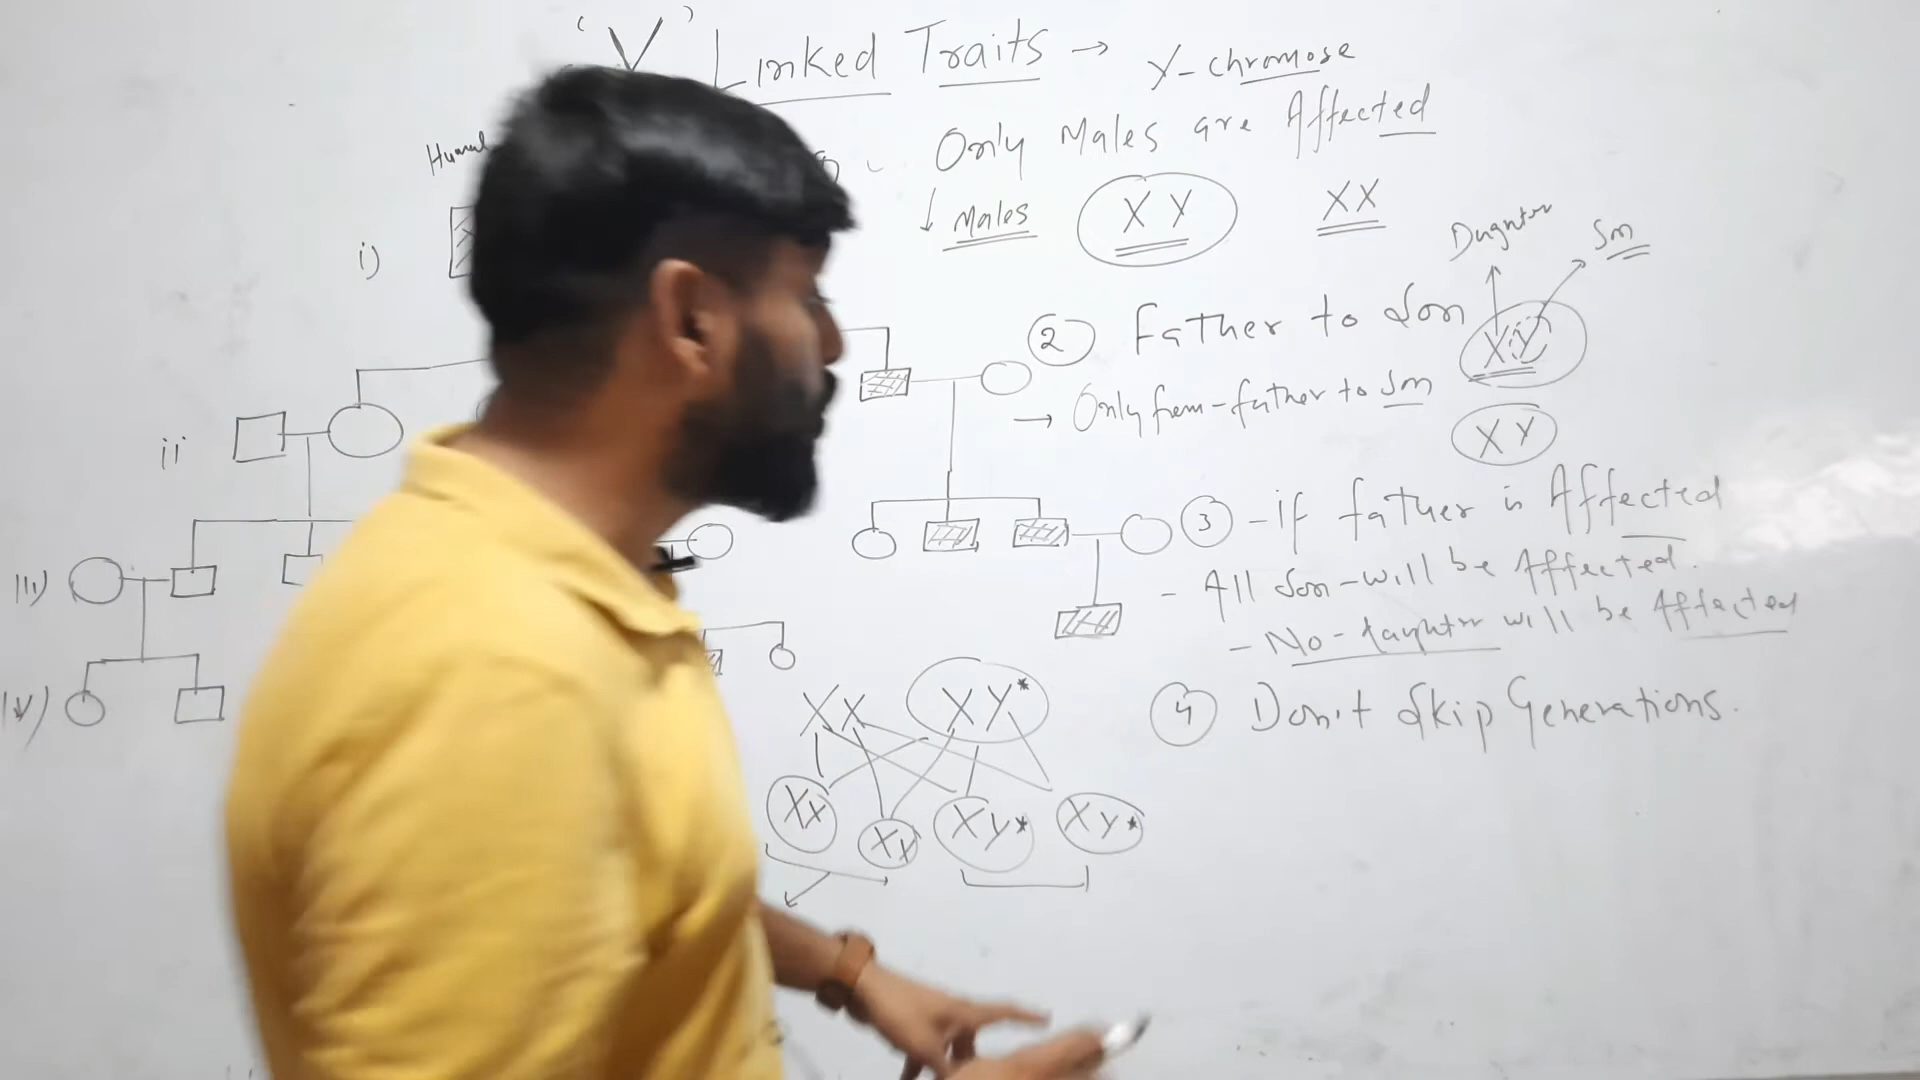 'Y' Linked Traits → Y-chromose
Only Males are Affected
↓ Males XY XX
Daughter Son
i)
② Father to Son XY
→ Only from-father to Son
XY
ii
③ - if father is Affected
- All Son-will be Affected.
- No-daughter will be Affected
iii)
iv)
④ Don't Skip Generations.
XX XY*
XX XX XY* XY*